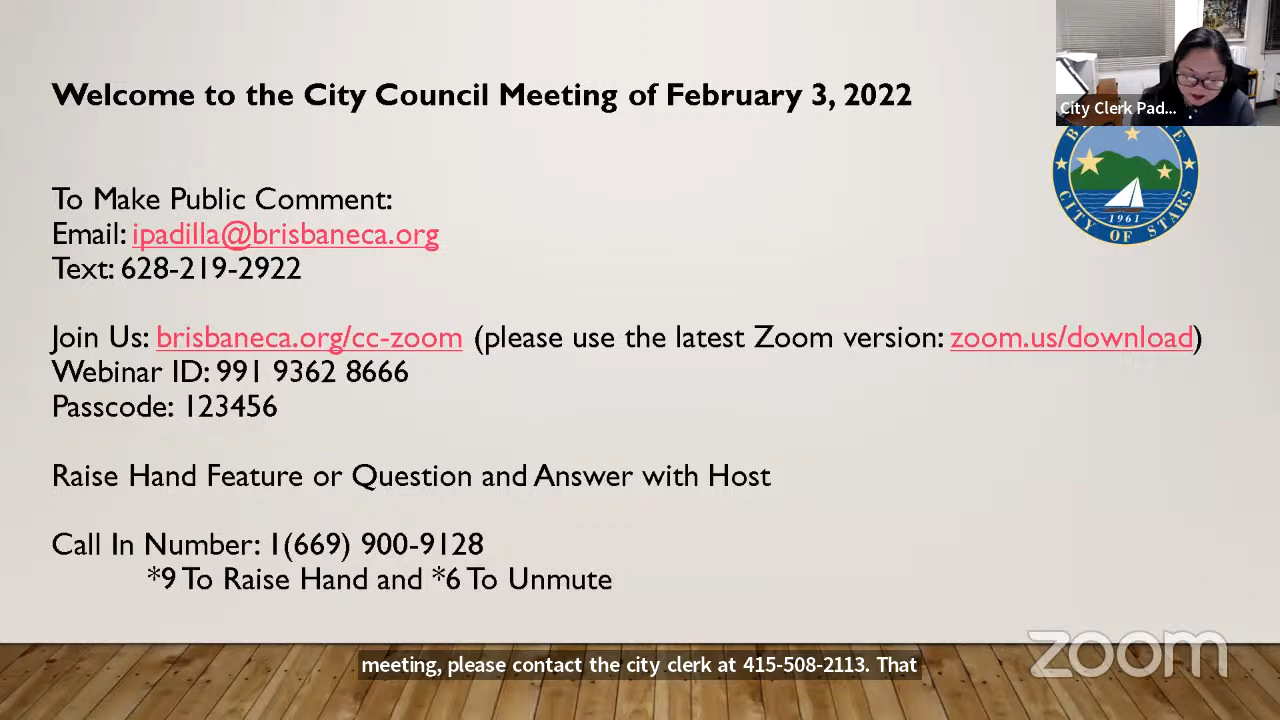 Welcome to the City Council Meeting of February 3, 2022
City Clerk Pad...
To Make Public Comment:
Email: ipadilla@brisbaneca.org
Text: 628-219-2922
1961
CITY OF STARS
Join Us: brisbaneca.org/cc-zoom (please use the latest Zoom version: zoom.us/download)
Webinar ID: 991 9362 8666
Passcode: 123456
Raise Hand Feature or Question and Answer with Host
Call In Number: 1(669) 900-9128
*9 To Raise Hand and *6 To Unmute
zoom
meeting, please contact the city clerk at 415-508-2113. That